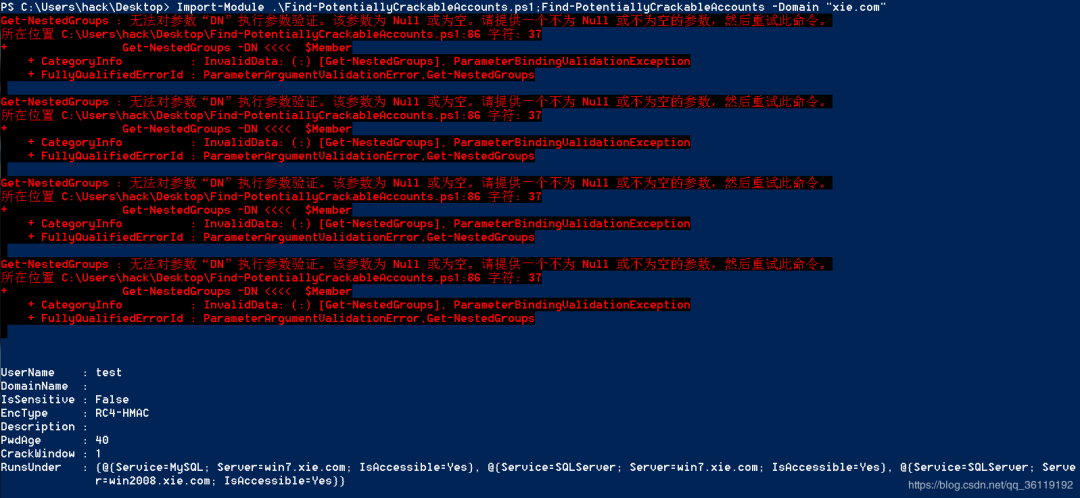 PS C:\Users\hack\Desktop> Import-Module .\Find-PotentiallyCrackableAccounts.ps1;Find-PotentiallyCrackableAccounts -Domain "xie.com"
Get-NestedGroups : 无法对参数“DN”执行参数验证。该参数为 Null 或为空。请提供一个不为 Null 或不为空的参数，然后重试此命令。
所在位置 C:\Users\hack\Desktop\Find-PotentiallyCrackableAccounts.ps1:86 字符: 37
+                 Get-NestedGroups -DN <<<<  $Member
    + CategoryInfo          : InvalidData: (:) [Get-NestedGroups], ParameterBindingValidationException
    + FullyQualifiedErrorId : ParameterArgumentValidationError,Get-NestedGroups
Get-NestedGroups : 无法对参数“DN”执行参数验证。该参数为 Null 或为空。请提供一个不为 Null 或不为空的参数，然后重试此命令。
所在位置 C:\Users\hack\Desktop\Find-PotentiallyCrackableAccounts.ps1:86 字符: 37
+                 Get-NestedGroups -DN <<<<  $Member
    + CategoryInfo          : InvalidData: (:) [Get-NestedGroups], ParameterBindingValidationException
    + FullyQualifiedErrorId : ParameterArgumentValidationError,Get-NestedGroups
Get-NestedGroups : 无法对参数“DN”执行参数验证。该参数为 Null 或为空。请提供一个不为 Null 或不为空的参数，然后重试此命令。
所在位置 C:\Users\hack\Desktop\Find-PotentiallyCrackableAccounts.ps1:86 字符: 37
+                 Get-NestedGroups -DN <<<<  $Member
    + CategoryInfo          : InvalidData: (:) [Get-NestedGroups], ParameterBindingValidationException
    + FullyQualifiedErrorId : ParameterArgumentValidationError,Get-NestedGroups
Get-NestedGroups : 无法对参数“DN”执行参数验证。该参数为 Null 或为空。请提供一个不为 Null 或不为空的参数，然后重试此命令。
所在位置 C:\Users\hack\Desktop\Find-PotentiallyCrackableAccounts.ps1:86 字符: 37
+                 Get-NestedGroups -DN <<<<  $Member
    + CategoryInfo          : InvalidData: (:) [Get-NestedGroups], ParameterBindingValidationException
    + FullyQualifiedErrorId : ParameterArgumentValidationError,Get-NestedGroups
UserName    : test
DomainName  :
IsSensitive : False
EncType     : RC4-HMAC
Description :
PwdAge      : 40
CrackWindow : 1
RunsUnder   : {@{Service=MySQL; Server=win7.xie.com; IsAccessible=Yes}, @{Service=SQLServer; Server=win7.xie.com; IsAccessible=Yes}, @{Service=SQLServer; Serve
              r=win2008.xie.com; IsAccessible=Yes}}
https://blog.csdn.net/qq_36119192